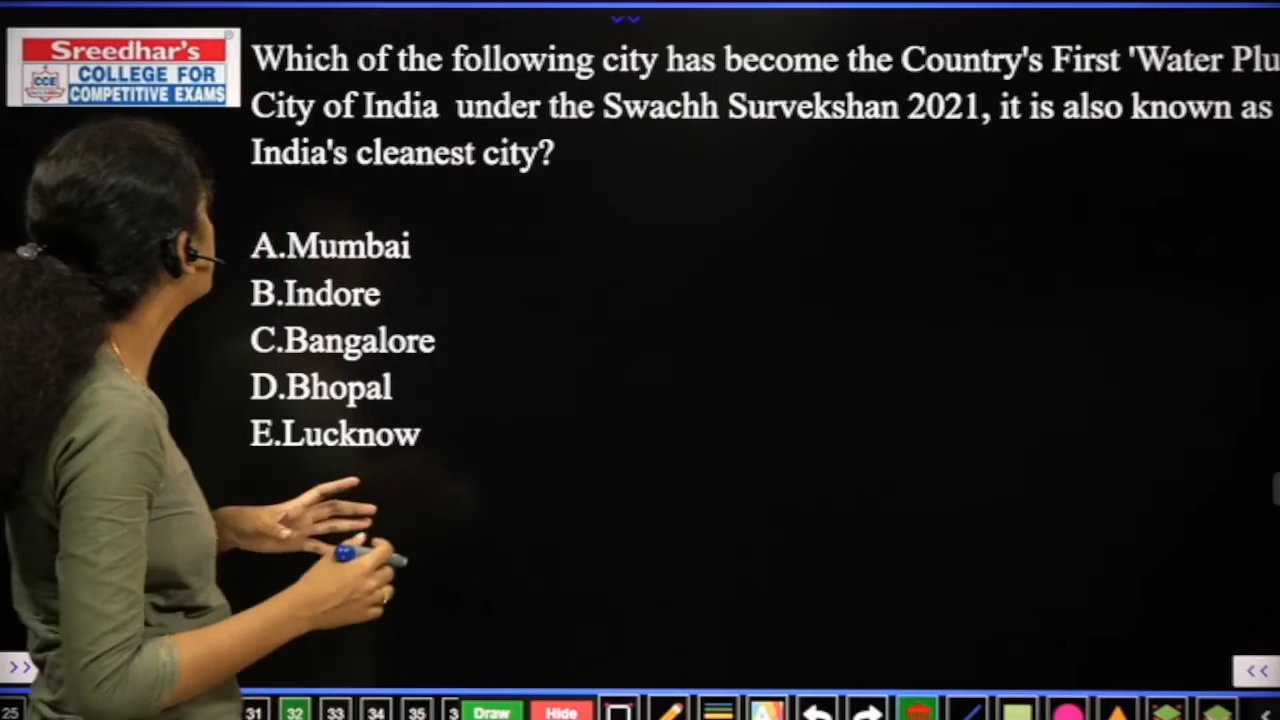 Sreedhar's
CCE
COLLEGE FOR
COMPETITIVE EXAMS
Which of the following city has become the Country's First 'Water Plu
City of India under the Swachh Survekshan 2021, it is also known as
India's cleanest city?
A.Mumbai
B.Indore
C.Bangalore
D.Bhopal
E.Lucknow
>>
<<
25 31 32 33 34 35 3 Draw Hide A